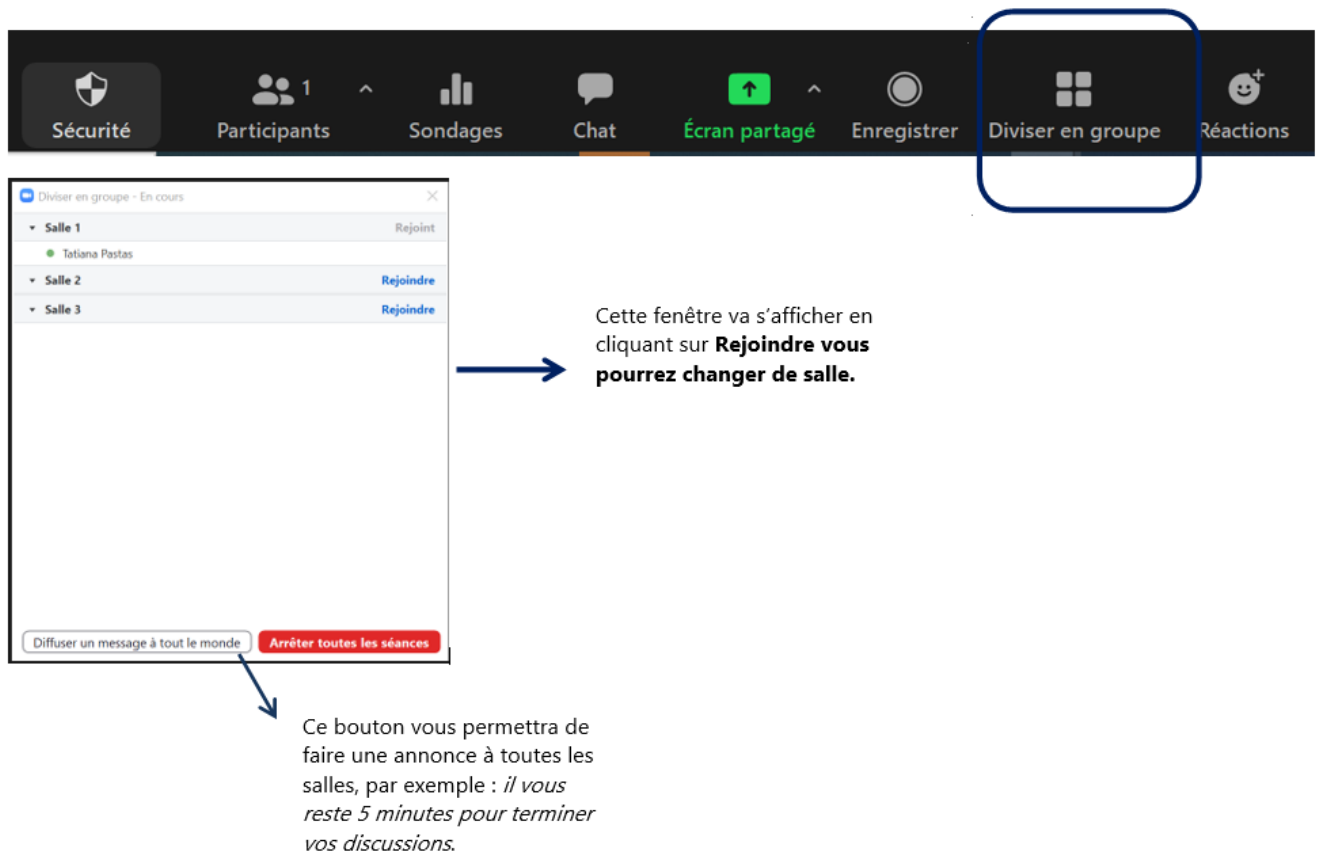 Sécurité
Participants
1
Sondages
Chat
Écran partagé
Enregistrer
Diviser en groupe
Réactions
Diviser en groupe - En cours
Salle 1 Rejoint
Tatiana Pastas
Salle 2 Rejoindre
Salle 3 Rejoindre
Diffuser un message à tout le monde
Arrêter toutes les séances
Cette fenêtre va s’afficher en
cliquant sur Rejoindre vous
pourrez changer de salle.
Ce bouton vous permettra de
faire une annonce à toutes les
salles, par exemple : il vous
reste 5 minutes pour terminer
vos discussions.